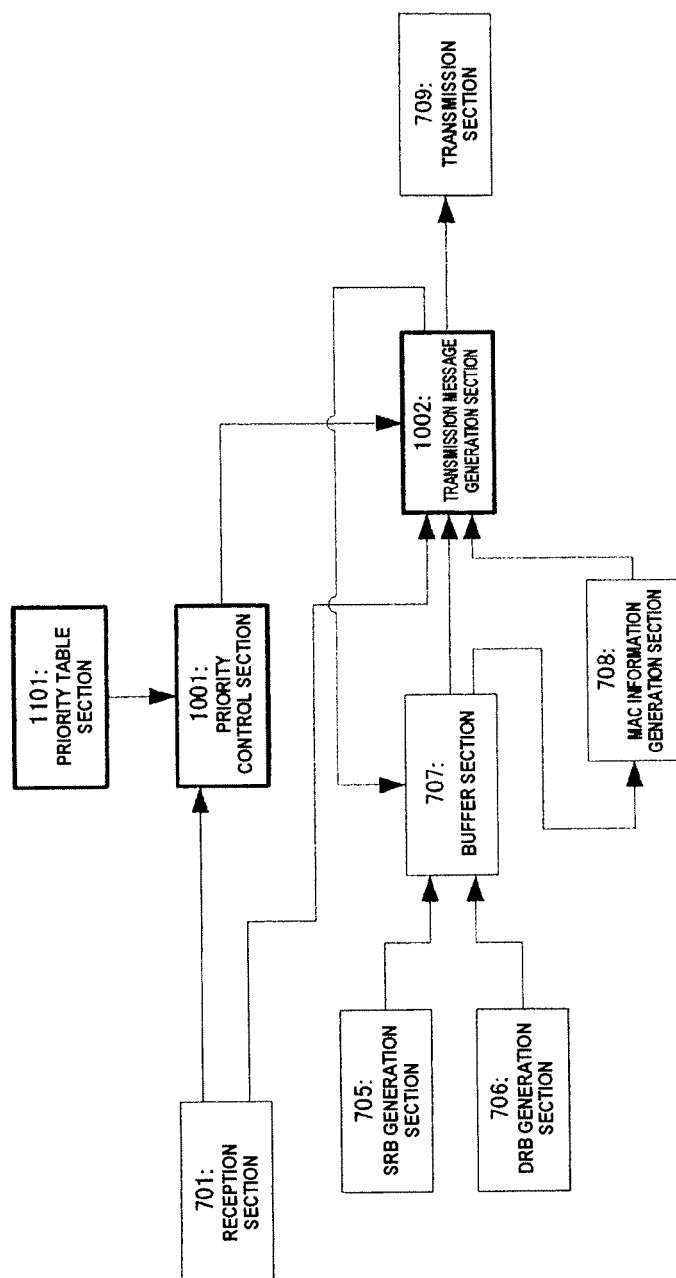 701:
RECEPTION
SECTION
1101:
PRIORITY TABLE
SECTION
1001:
PRIORITY
CONTROL SECTION
705:
SRB GENERATION
SECTION
706:
DRB GENERATION
SECTION
707:
BUFFER SECTION
708:
MAC INFORMATION
GENERATION SECTION
1002:
TRANSMISSION MESSAGE
GENERATION SECTION
709:
TRANSMISSION
SECTION